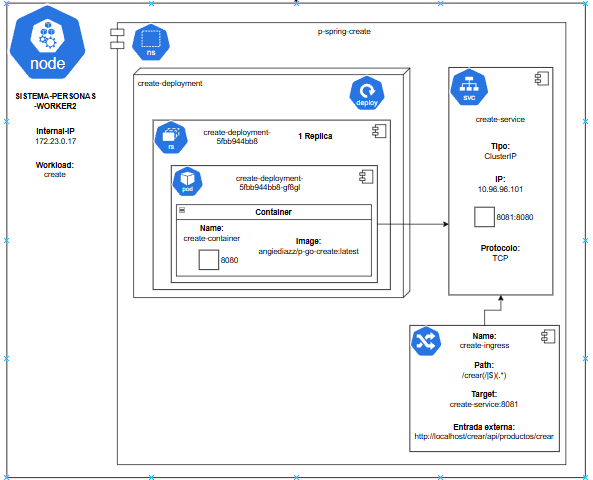 node
SISTEMA-PERSONAS
-WORKER2
Internal-IP
172.23.0.17
Workload:
create
p-spring-create
ns
create-deployment
deploy
rs
create-deployment-
5fbb944bb8
1 Replica
pod
create-deployment-
5fbb944bb8-gf8gl
Container
Name:
create-container
8080
Image:
angiediazz/p-go-create:latest
svc
create-service
Tipo:
ClusterIP
IP:
10.96.96.101
8081:8080
Protocolo:
TCP
Name:
create-ingress
Path:
/crear(/|$)(.*)
Target:
create-service:8081
Entrada externa:
http://localhost/crear/api/productos/crear